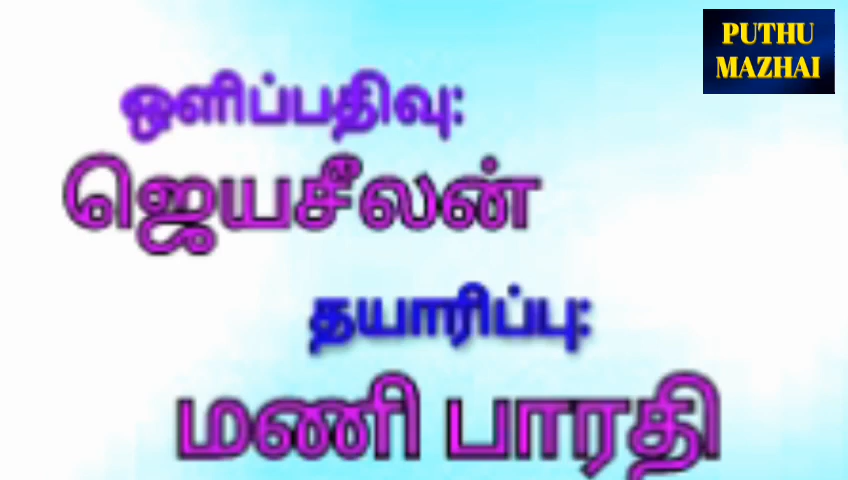 PUTHU
MAZHAI
ஒளிப்பதிவு:
ஜெயசீலன்
தயாரிப்பு:
மணி பாரதி